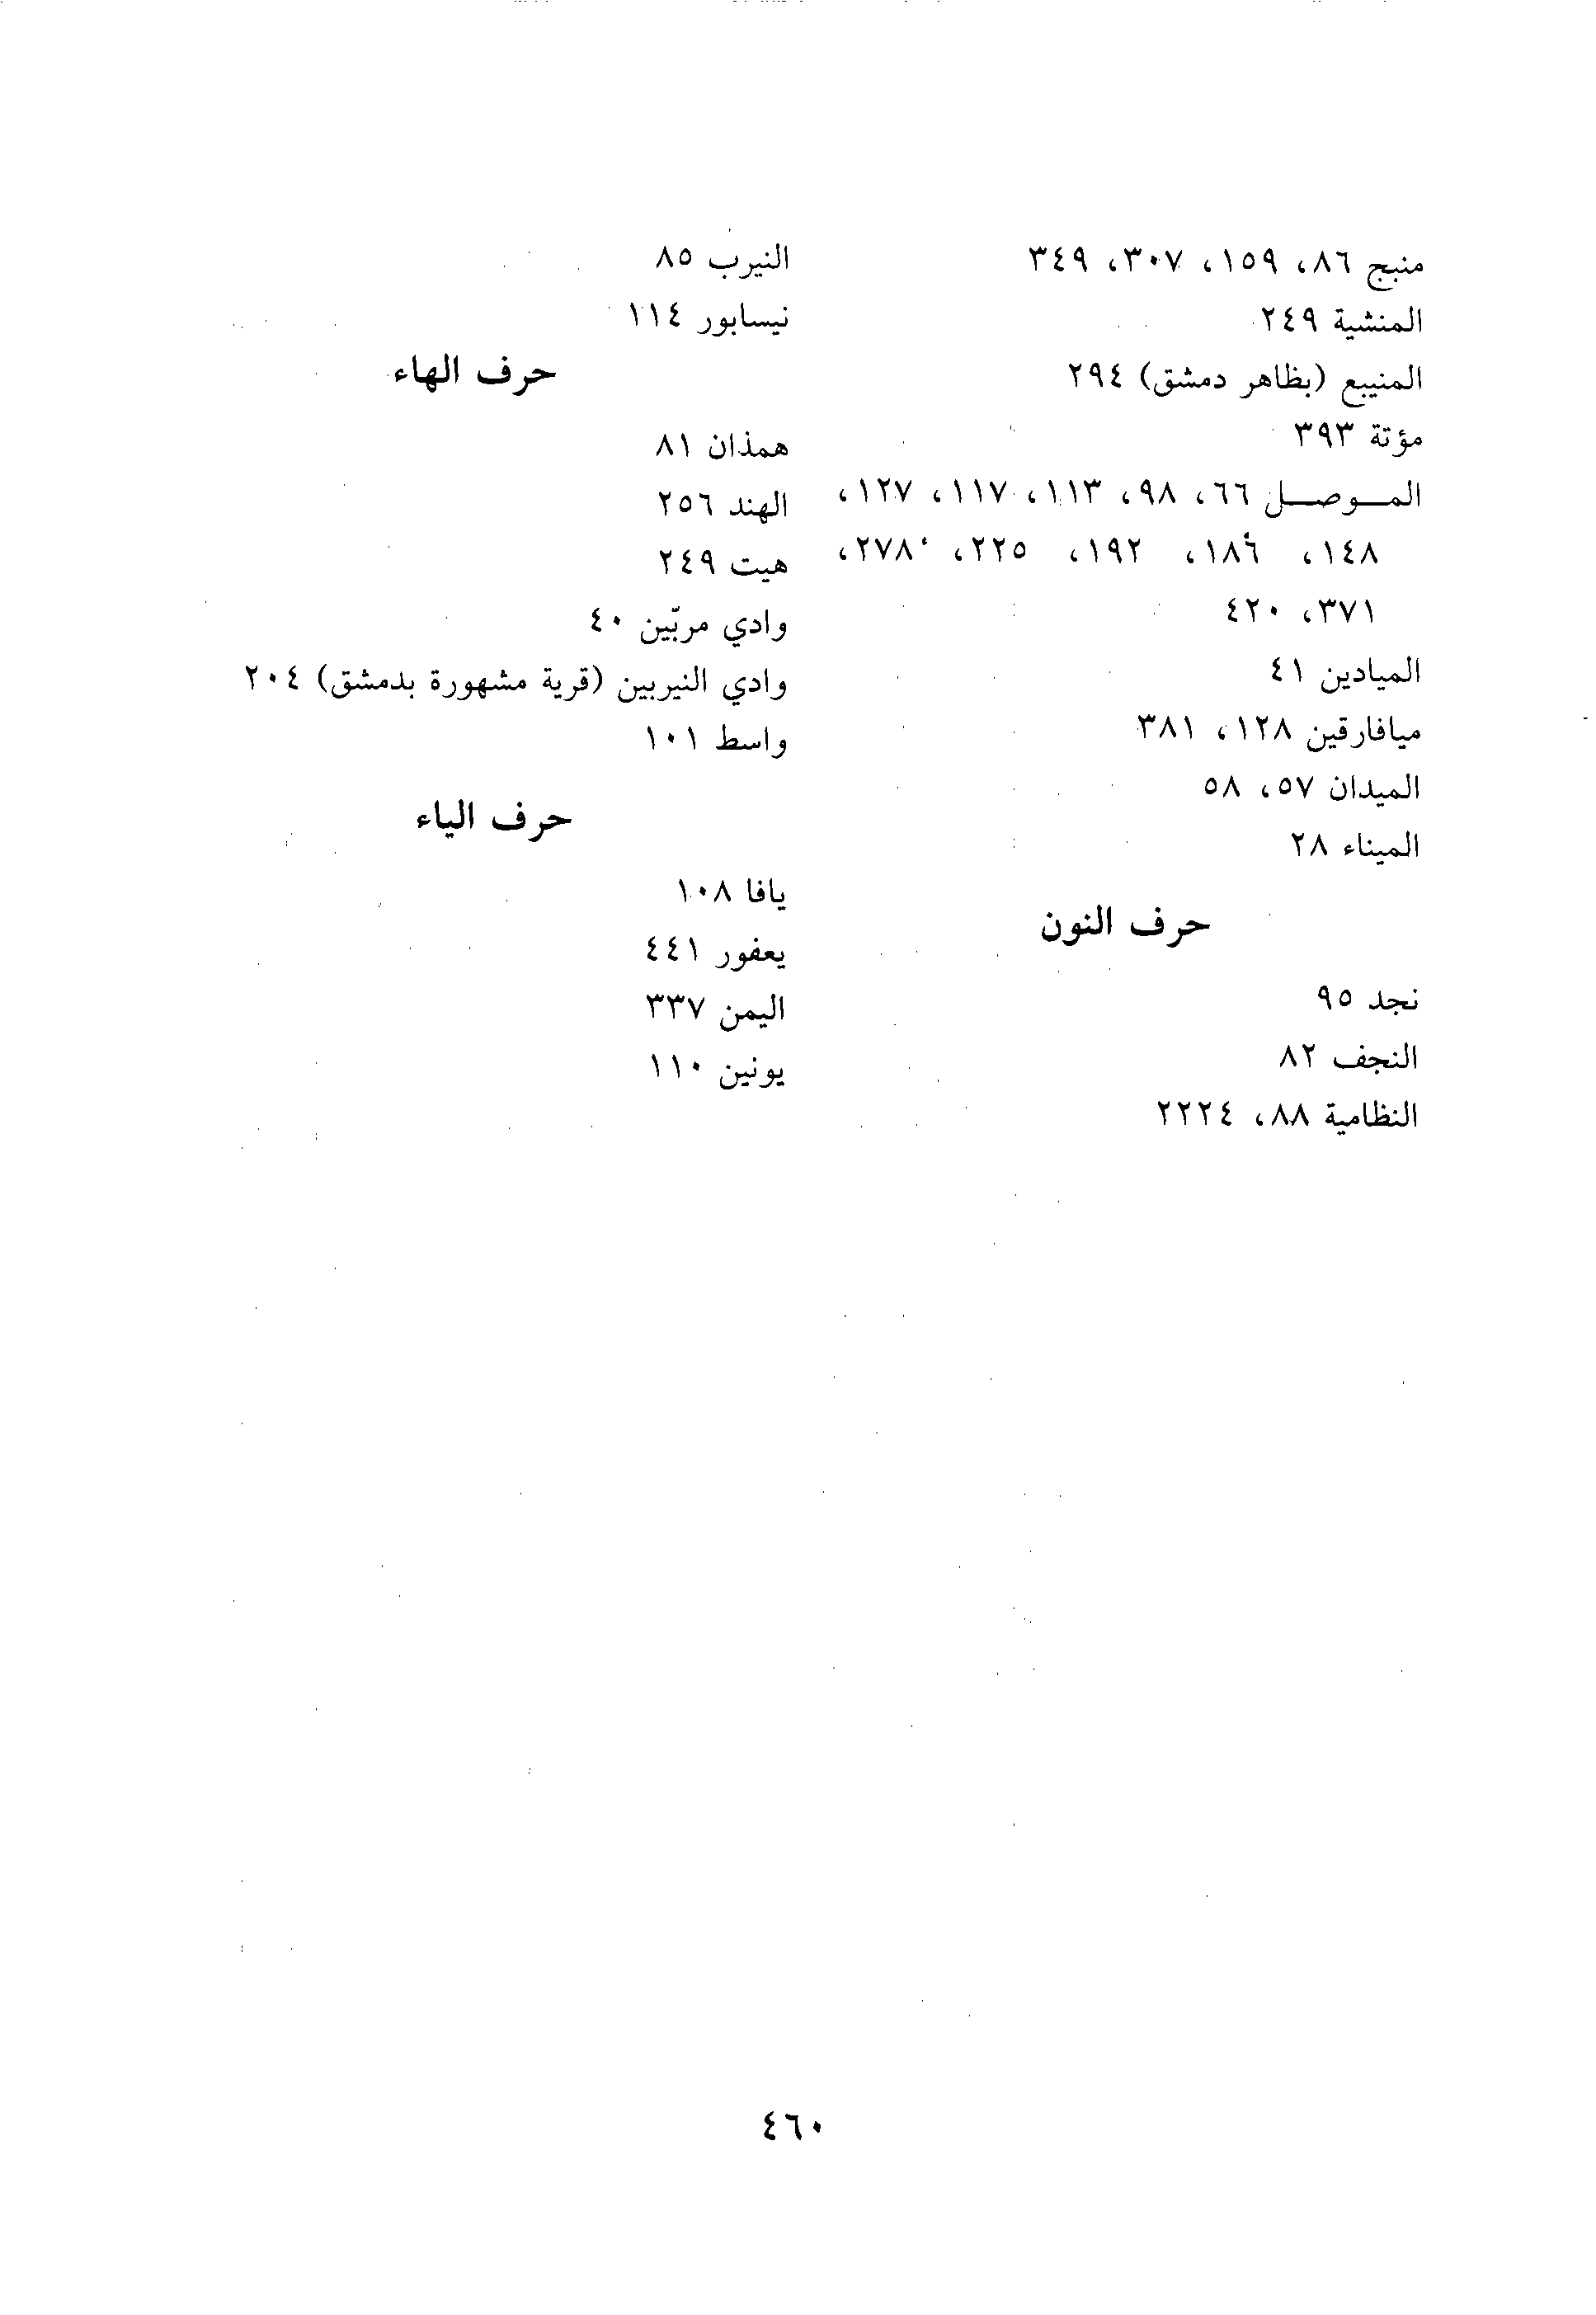 منبج ٨٦، ١٥٩، ٣٠٧، ٣٤٩
المنشية ٢٤٩
المنيبع (بظاهر دمشق) ٢٩٤
مؤتة ٣٩٣
المـوصـل ٦٦، ٩٨، ١١٣، ١١٧، ١٢٧،
١٤٨، ١٨٦، ١٩٢، ٢٢٥، ٢٧٨،
٣٧١، ٤٢٠
الميادين ٤١
ميافارقين ١٢٨، ٣٨١
الميدان ٥٧، ٥٨
الميناء ٢٨
حرف النون
نجد ٩٥
النجف ٨٢
النظامية ٨٨، ٢٢٢٤
النيرب ٨٥
نيسابور ١١٤
حرف الهاء
همذان ٨١
الهند ٢٥٦
هيت ٢٤٩
وادي مربّين ٤٠
وادي النيربين (قرية مشهورة بدمشق) ٢٠٤
واسط ١٠١
حرف الياء
يافا ١٠٨
يعفور ٤٤١
اليمن ٣٣٧
يونين ١١٠
٤٦٠